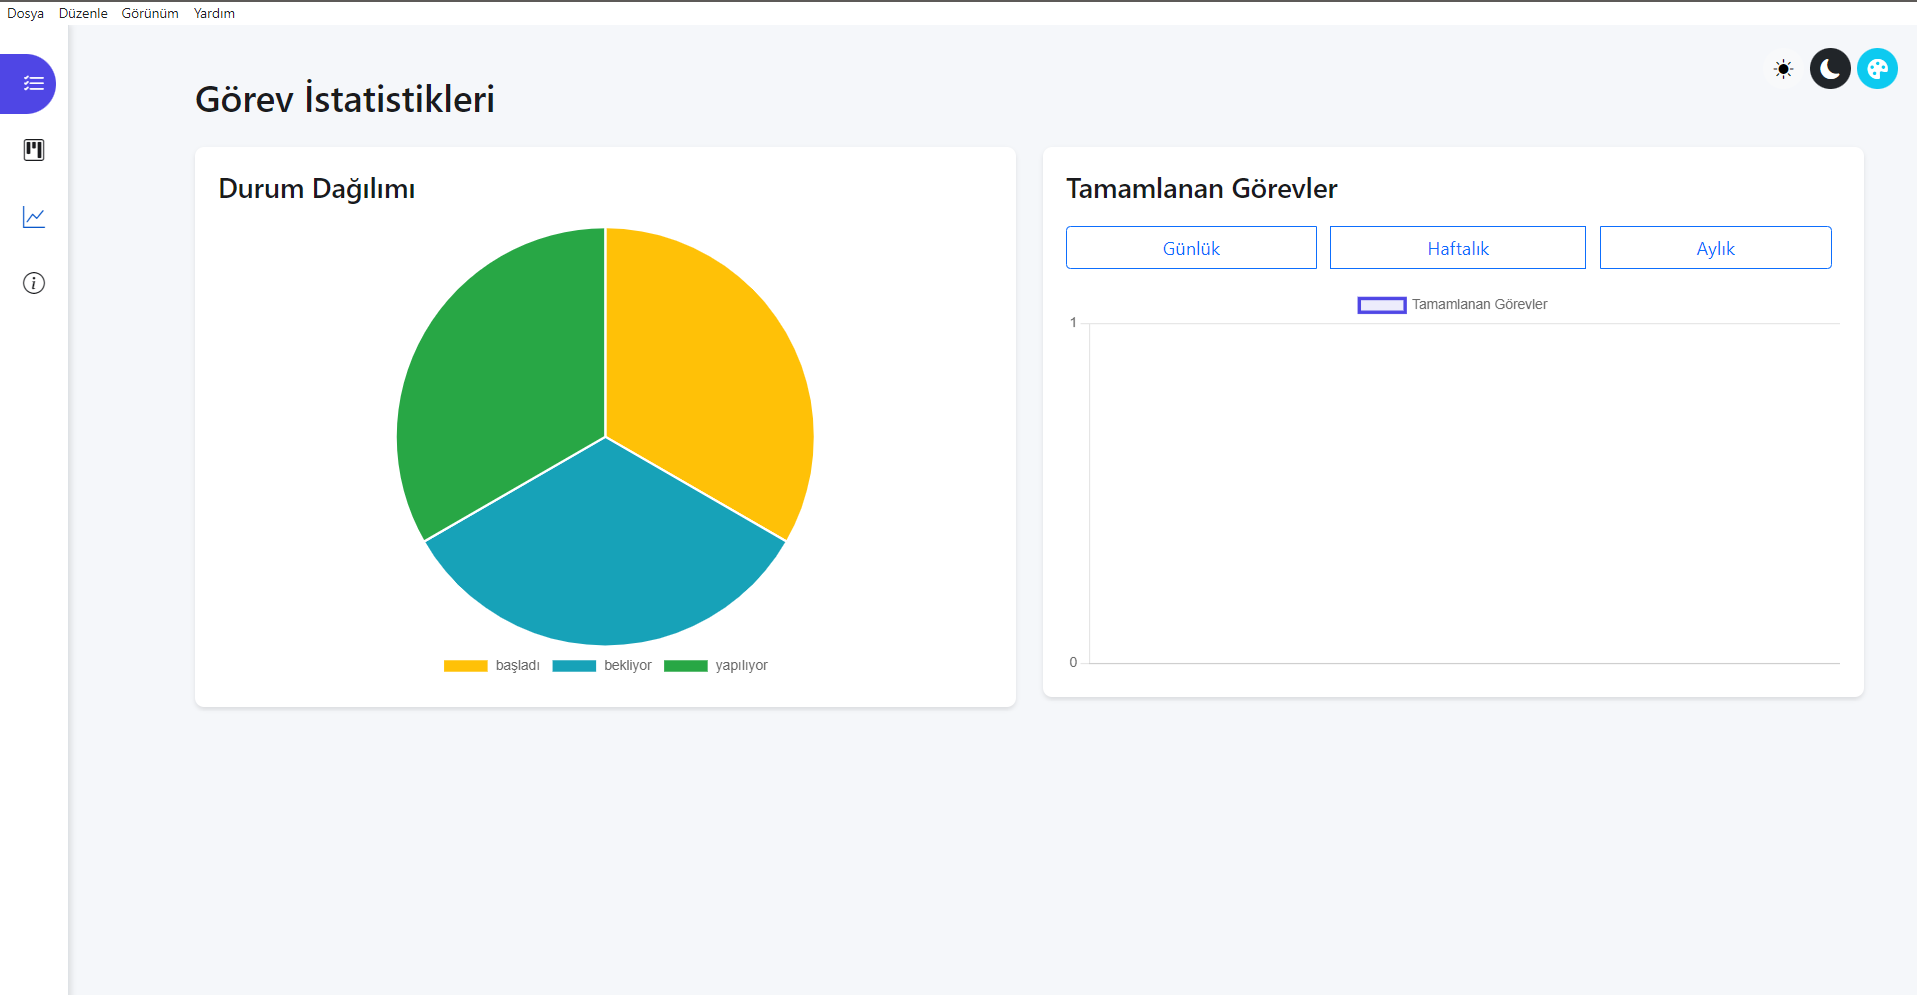 Dosya Düzenle Görünüm Yardım
Görev İstatistikleri
Durum Dağılımı
başladı bekliyor yapılıyor
Tamamlanan Görevler
Günlük Haftalık Aylık
Tamamlanan Görevler
1
0